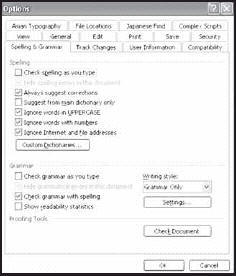 Options
Asian Typography File Locations Japanese Find Complex Scripts
View General Edit Print Save Security
Spelling & Grammar Track Changes User Information Compatibility
Spelling
Check spelling as you type
Hide spelling errors in this document
Always suggest corrections
Suggest from main dictionary only
Ignore words in UPPERCASE
Ignore words with numbers
Ignore Internet and file addresses
Custom Dictionaries...
Grammar
Check grammar as you type Writing style:
Hide grammatical errors in this document Grammar Only
Check grammar with spelling
Show readability statistics Settings...
Proofing Tools
Check Document
OK Cancel